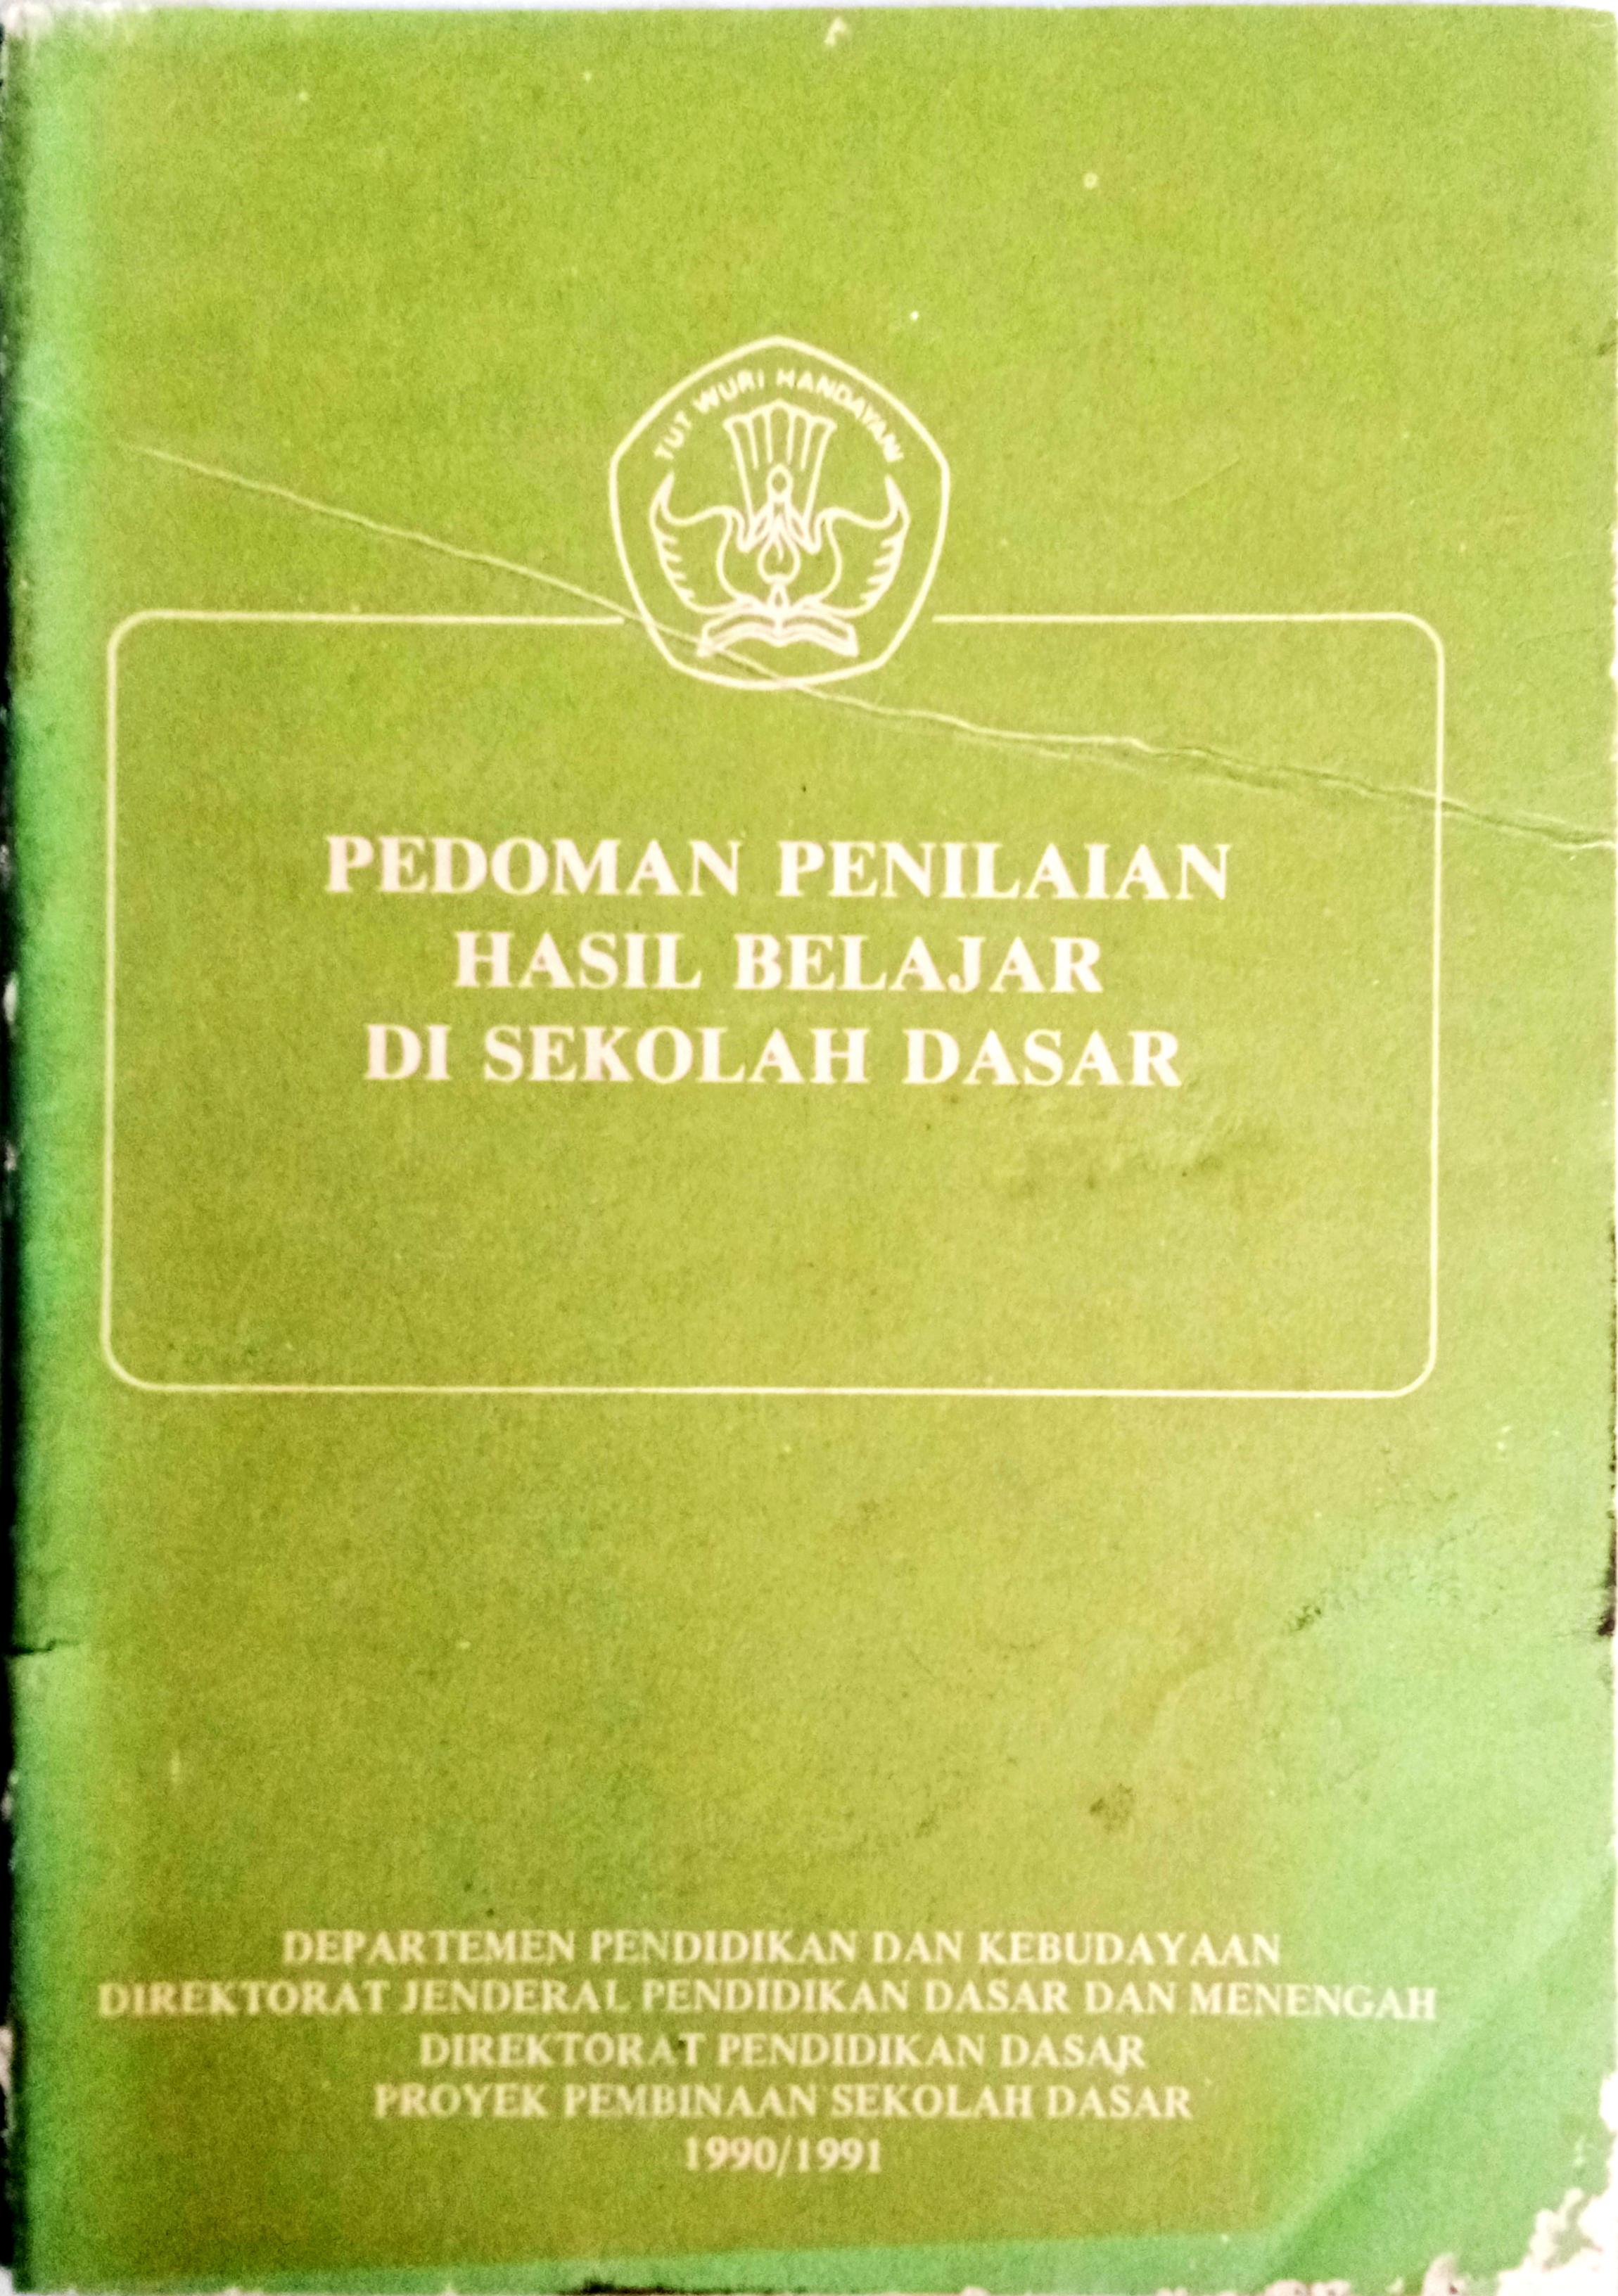 TUT WURI HANDAYANI
PEDOMAN PENILAIAN
HASIL BELAJAR
DI SEKOLAH DASAR
DEPARTEMEN PENDIDIKAN DAN KEBUDAYAAN
DIREKTORAT JENDERAL PENDIDIKAN DASAR DAN MENENGAH
DIREKTORAT PENDIDIKAN DASAR
PROYEK PEMBINAAN SEKOLAH DASAR
1990/1991